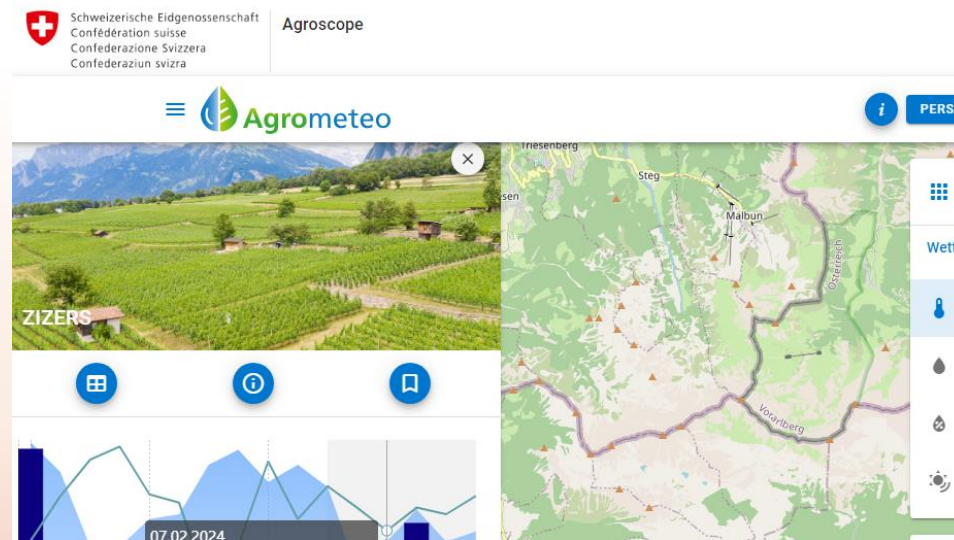 Schweizerische Eidgenossenschaft
Confédération suisse
Confederazione Svizzera
Confederaziun svizra
Agroscope
Agrometeo
i
PERS
Triesenberg
Steg
sen
Malbun
Österreich
Wett
ZIZERS
Vorarlberg
07.02.2024